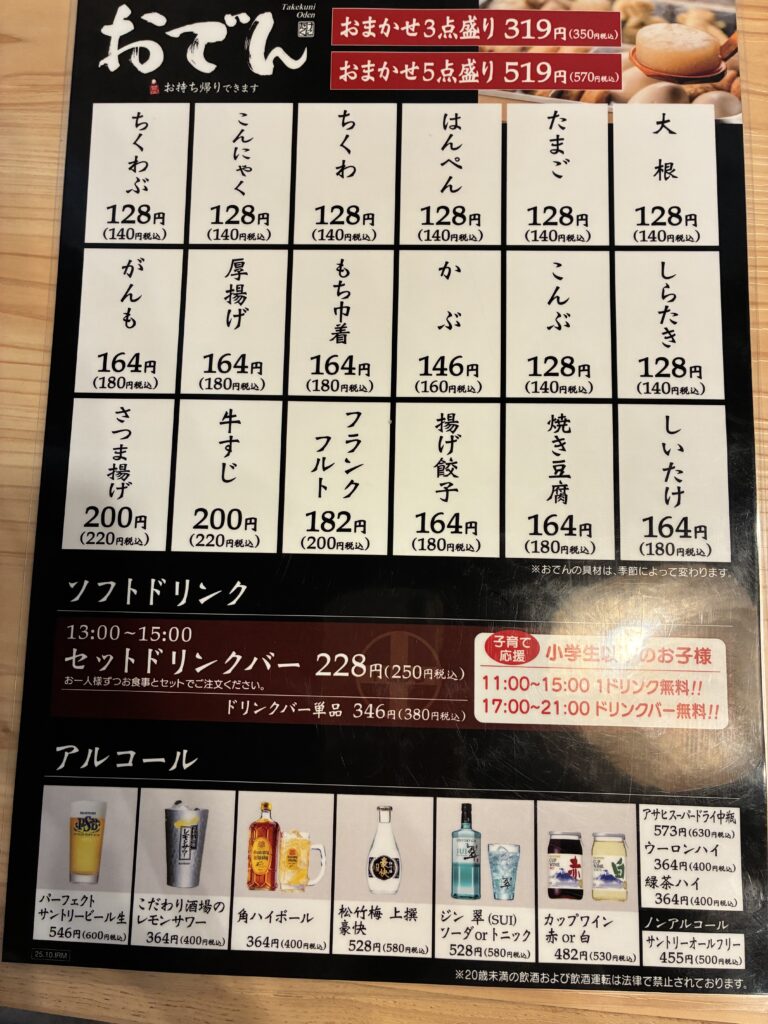 おでん
Takekuni
Oden
お持ち帰りできます
おまかせ3点盛り 319円(350円税込)
おまかせ5点盛り 519円(570円税込)
ちくわぶ
128円
(140円税込)
こんにゃく
128円
(140円税込)
ちくわ
128円
(140円税込)
はんぺん
128円
(140円税込)
たまご
128円
(140円税込)
大根
128円
(140円税込)
がんも
164円
(180円税込)
厚揚げ
164円
(180円税込)
もち巾着
164円
(180円税込)
かぶ
146円
(160円税込)
こんぶ
128円
(140円税込)
しらたき
128円
(140円税込)
さつま揚げ
200円
(220円税込)
牛すじ
200円
(220円税込)
フランク
フルト
182円
(200円税込)
揚げ餃子
164円
(180円税込)
焼き豆腐
164円
(180円税込)
しいたけ
164円
(180円税込)
※おでんの具材は、季節によって変わります。
ソフトドリンク
13:00~15:00
セットドリンクバー 228円(250円税込)
お一人様ずつお食事とセットでご注文ください。
ドリンクバー単品 346円(380円税込)
子育て
応援
小学生以 のお子様
11:00~15:00 1ドリンク無料!!
17:00~21:00 ドリンクバー無料!!
アルコール
パーフェクト
サントリービール生
546円(600円税込)
こだわり酒場の
レモンサワー
364円(400円税込)
角ハイボール
364円(400円税込)
松竹梅 上撰
豪快
528円(580円税込)
ジン 翠(SUI)
ソーダorトニック
528円(580円税込)
CUP
WINE
赤
白
カップワイン
赤 or 白
482円(530円税込)
アサヒスーパードライ中瓶
573円(630円税込)
ウーロンハイ
364円(400円税込)
緑茶ハイ
364円(400円税込)
ノンアルコール
サントリーオールフリー
455円(500円税込)
25.10.IRM
※20歳未満の飲酒および飲酒運転は法律で禁止されております。